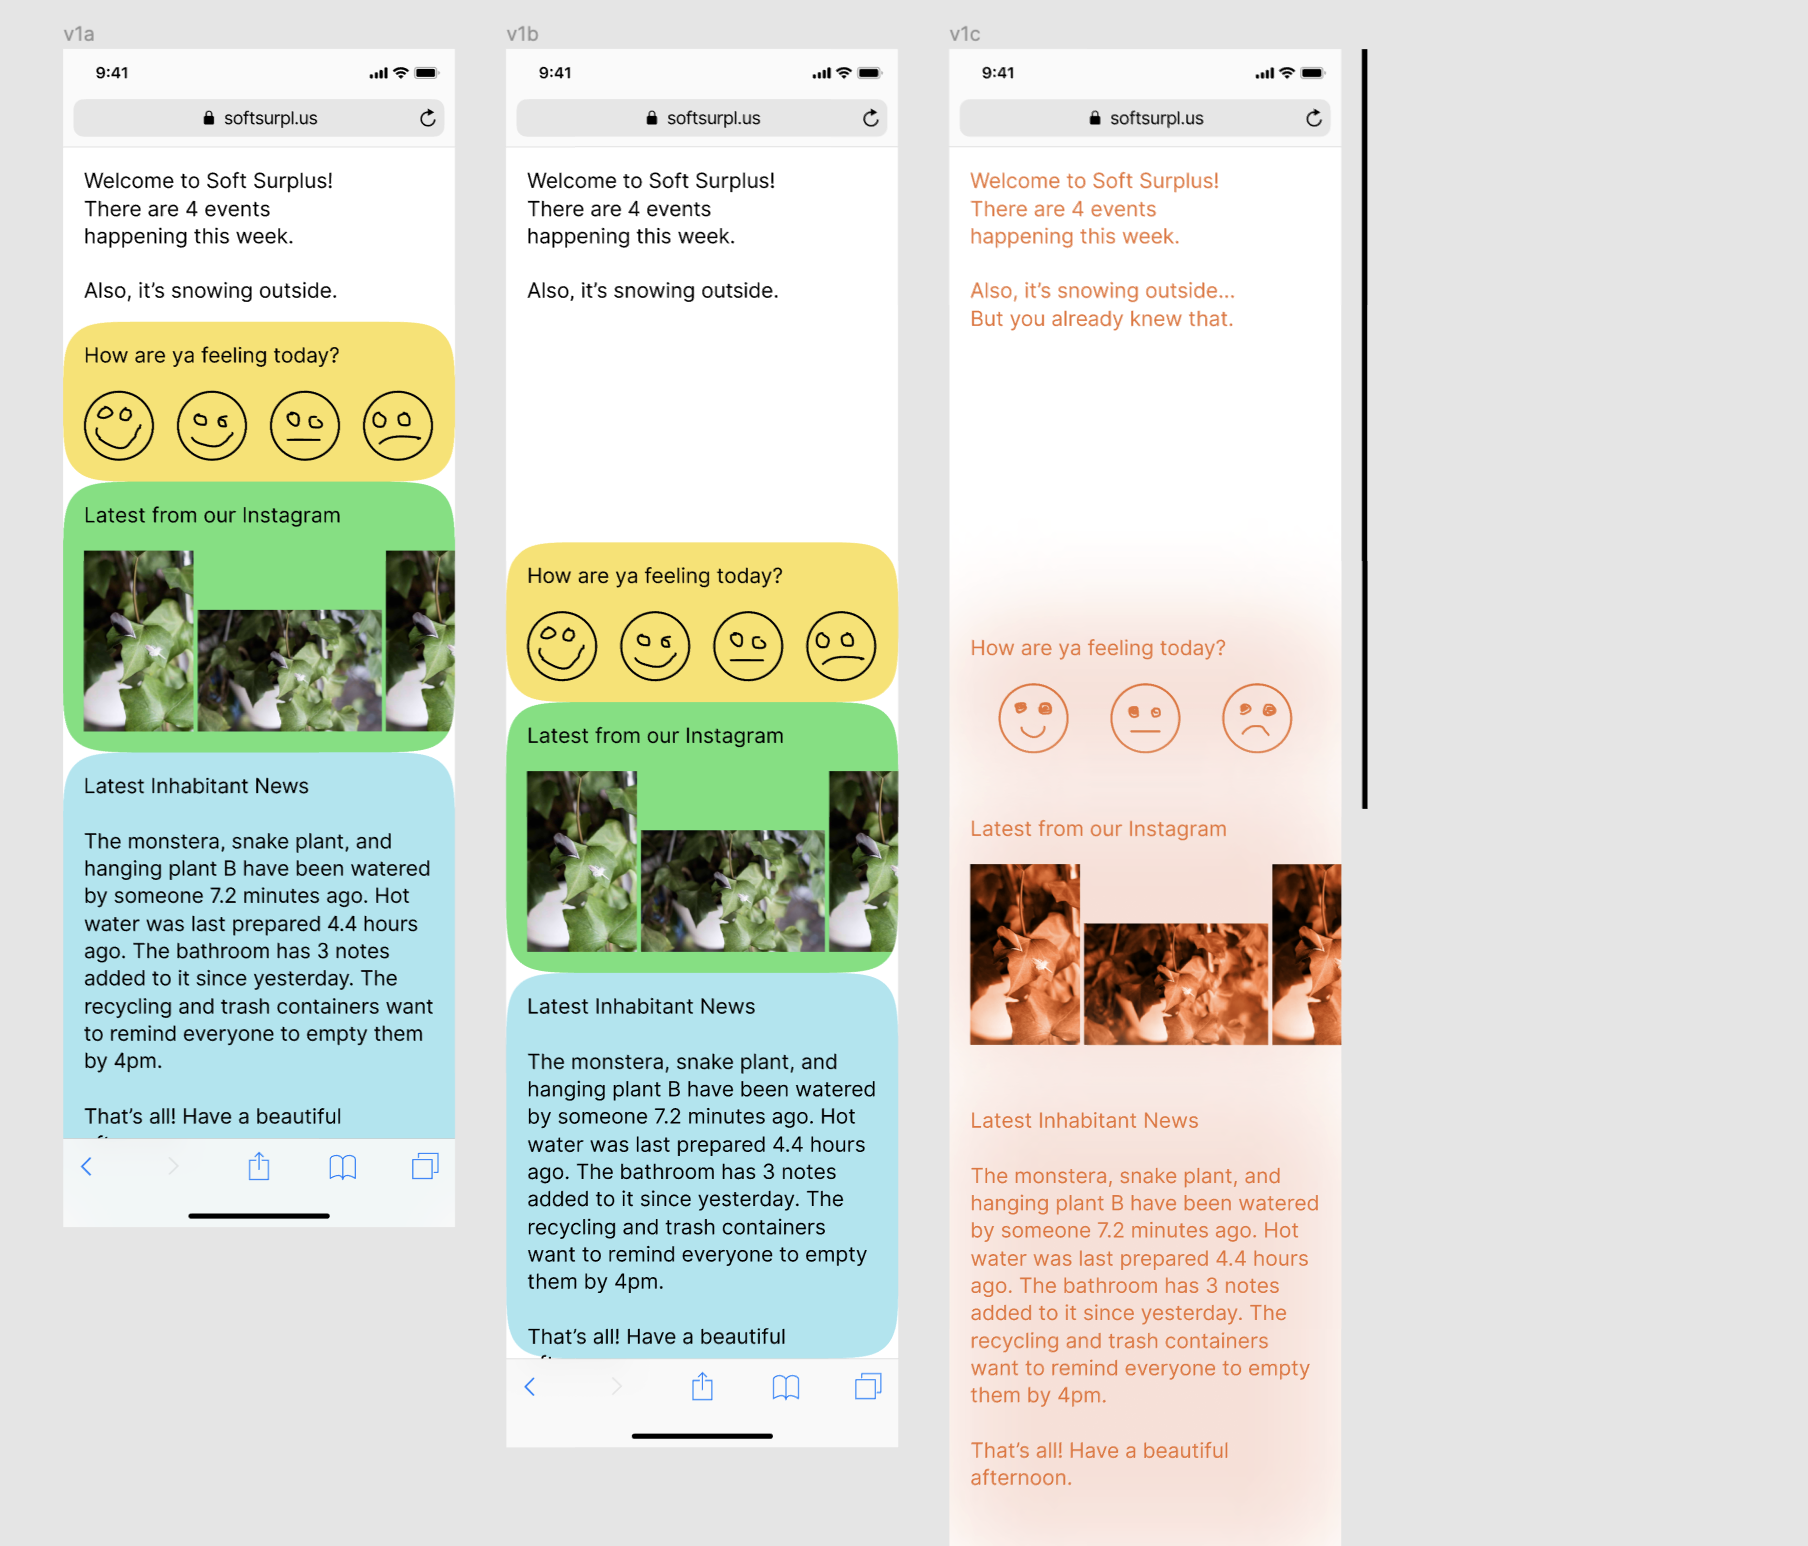 v1a
9:41
softsurpl.us
Welcome to Soft Surplus!
There are 4 events
happening this week.
Also, it’s snowing outside.
How are ya feeling today?
Latest from our Instagram
Latest Inhabitant News
The monstera, snake plant, and
hanging plant B have been watered
by someone 7.2 minutes ago. Hot
water was last prepared 4.4 hours
ago. The bathroom has 3 notes
added to it since yesterday. The
recycling and trash containers want
to remind everyone to empty them
by 4pm.
That’s all! Have a beautiful
v1b
9:41
softsurpl.us
Welcome to Soft Surplus!
There are 4 events
happening this week.
Also, it’s snowing outside.
How are ya feeling today?
Latest from our Instagram
Latest Inhabitant News
The monstera, snake plant, and
hanging plant B have been watered
by someone 7.2 minutes ago. Hot
water was last prepared 4.4 hours
ago. The bathroom has 3 notes
added to it since yesterday. The
recycling and trash containers
want to remind everyone to empty
them by 4pm.
That’s all! Have a beautiful
v1c
9:41
softsurpl.us
Welcome to Soft Surplus!
There are 4 events
happening this week.
Also, it’s snowing outside...
But you already knew that.
How are ya feeling today?
Latest from our Instagram
Latest Inhabitant News
The monstera, snake plant, and
hanging plant B have been watered
by someone 7.2 minutes ago. Hot
water was last prepared 4.4 hours
ago. The bathroom has 3 notes
added to it since yesterday. The
recycling and trash containers
want to remind everyone to empty
them by 4pm.
That’s all! Have a beautiful
afternoon.